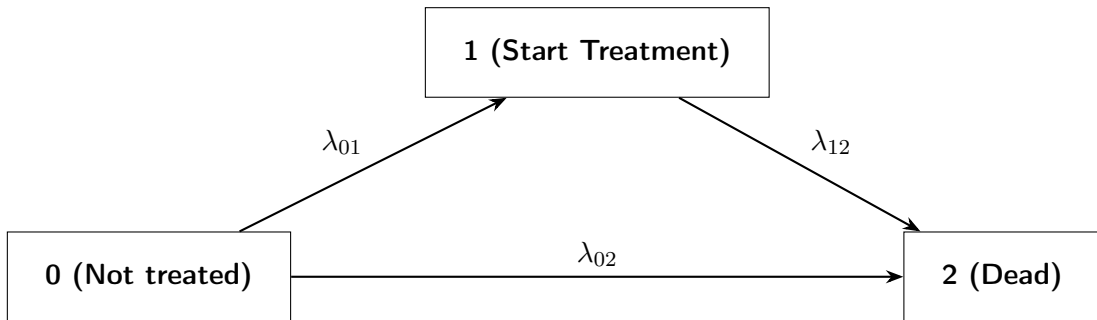 1 (Start Treatment)
λ01
λ12
λ02
0 (Not treated)
2 (Dead)